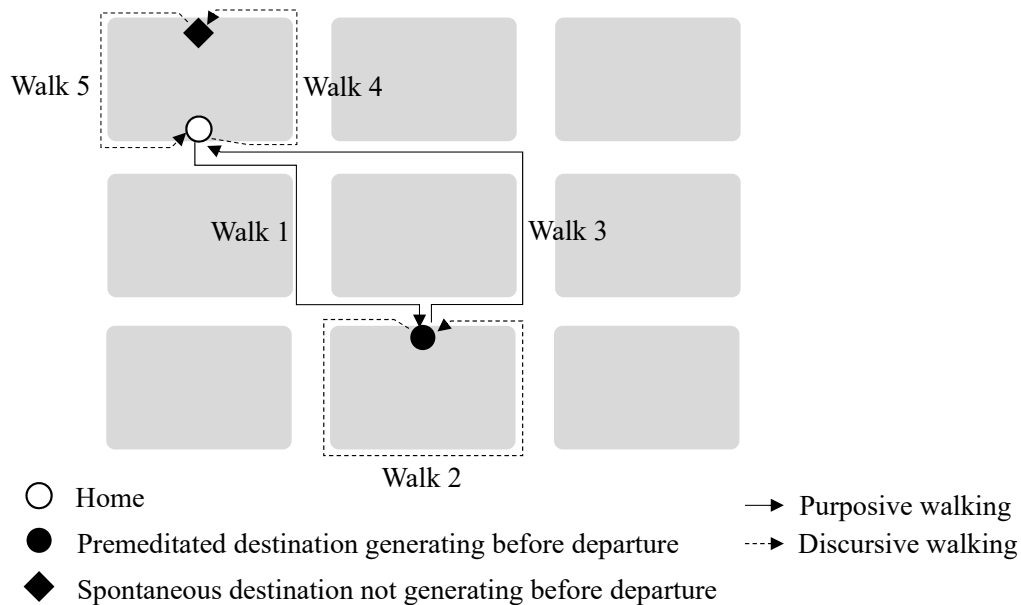 Walk 5
Walk 4
Walk 1
Walk 3
Walk 2
Home
Premeditated destination generating before departure
Spontaneous destination not generating before departure
Purposive walking
Discursive walking